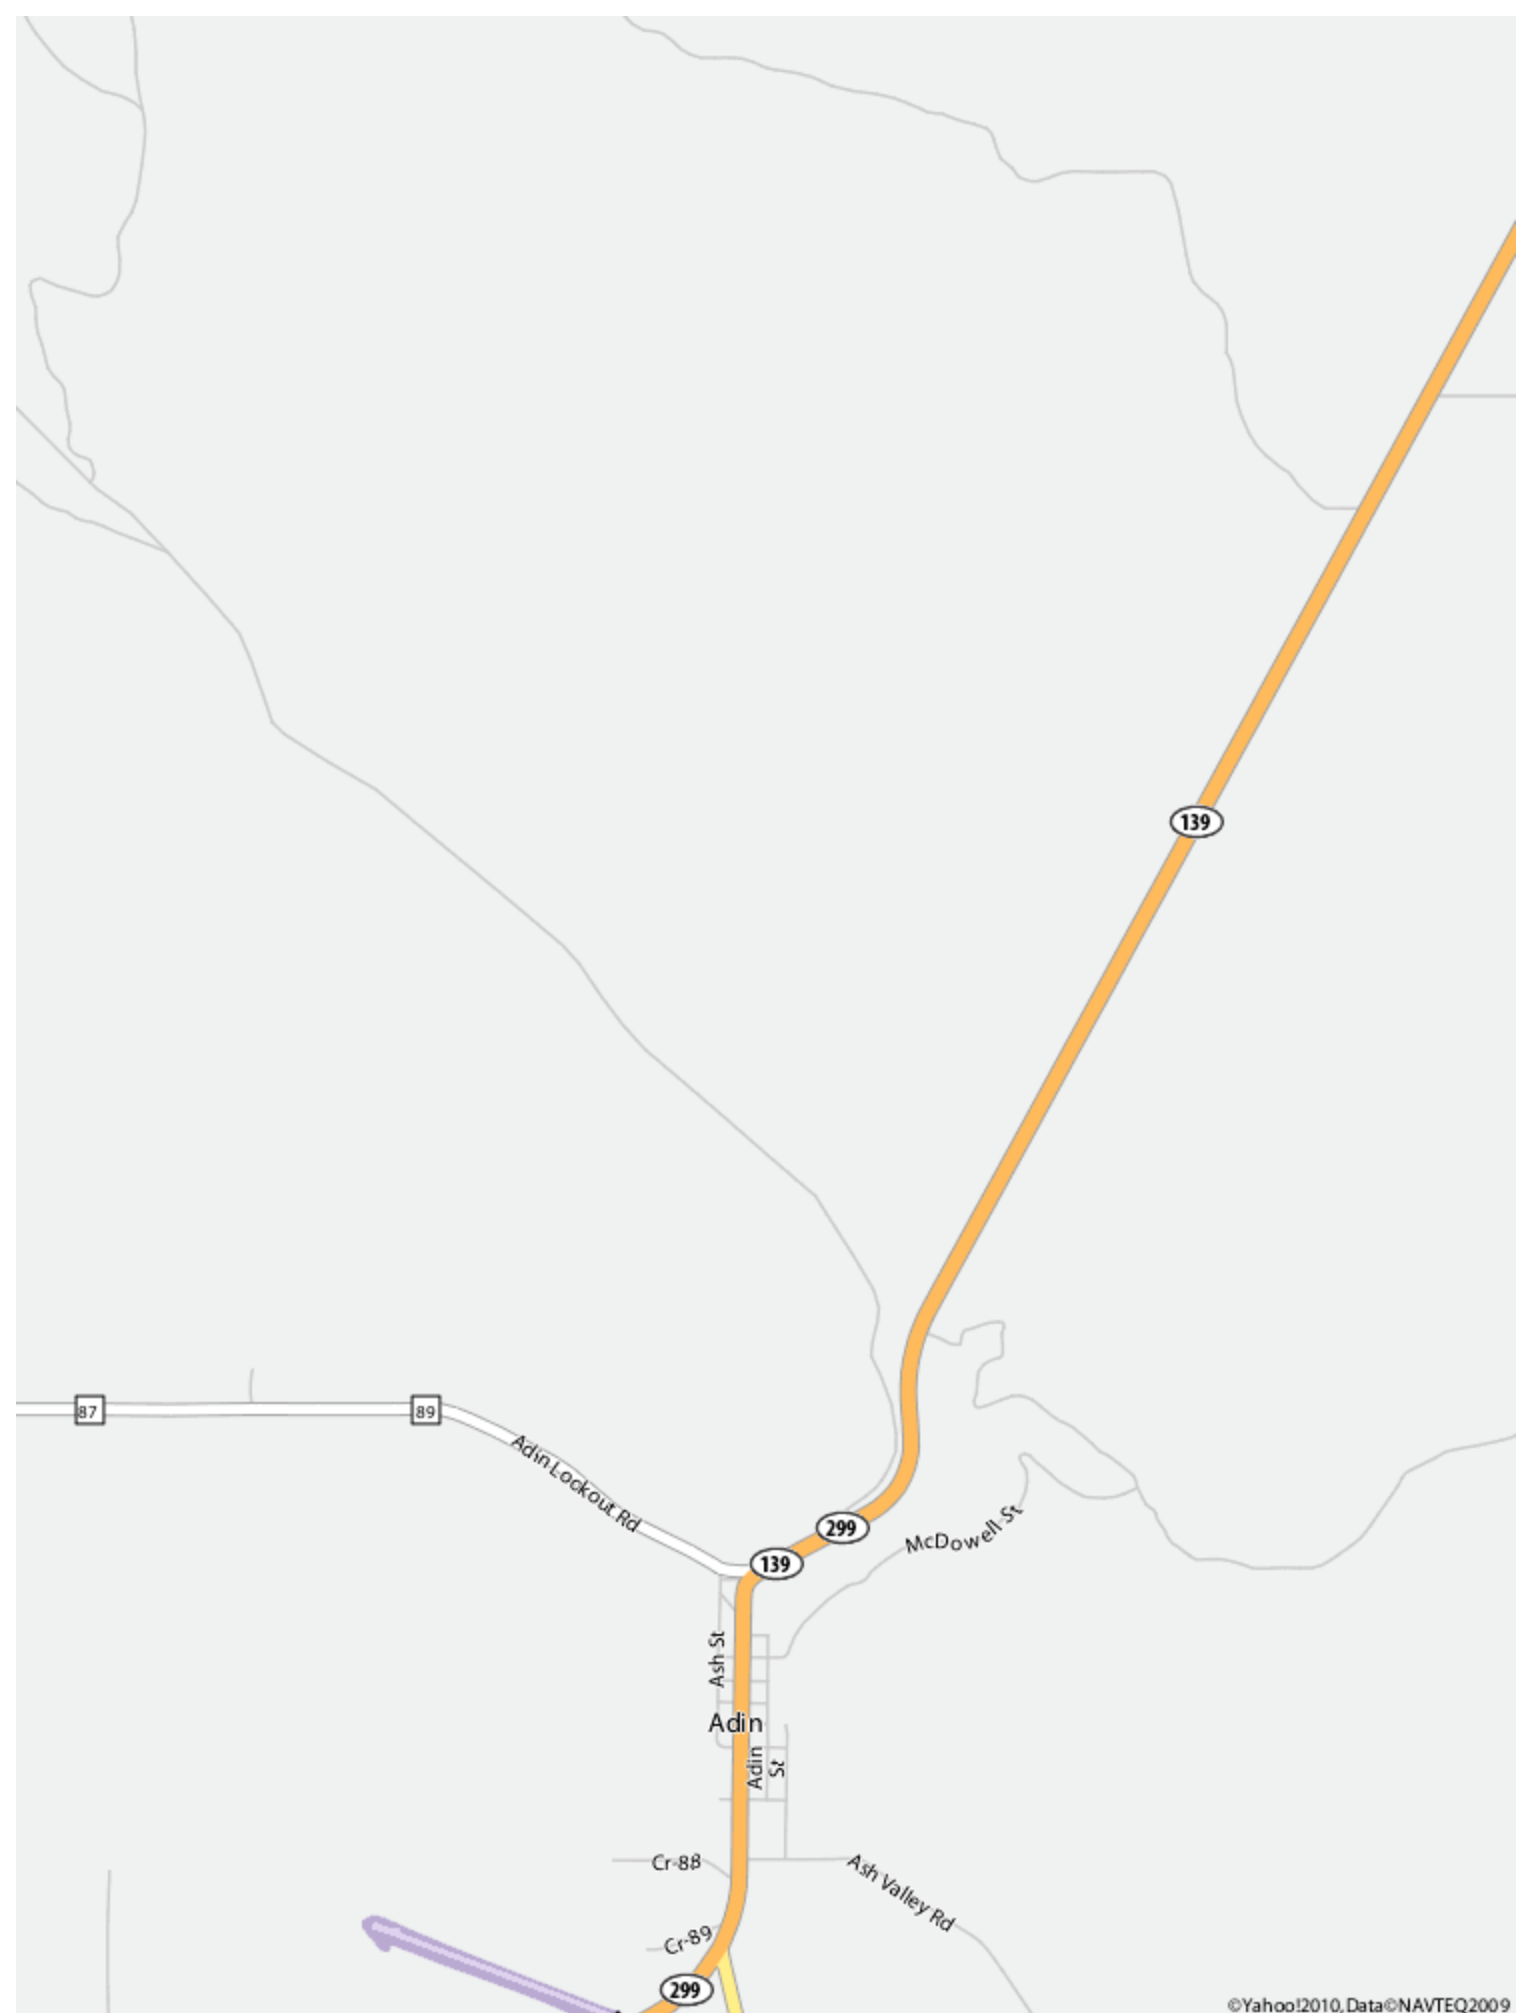 139
87
89
Adin Lockout Rd
299
McDowell St
139
Ash St
Adin
Adin
St
Cr-88
Ash Valley Rd
Cr-89
299
©Yahoo!2010,Data©NAVTEQ2009